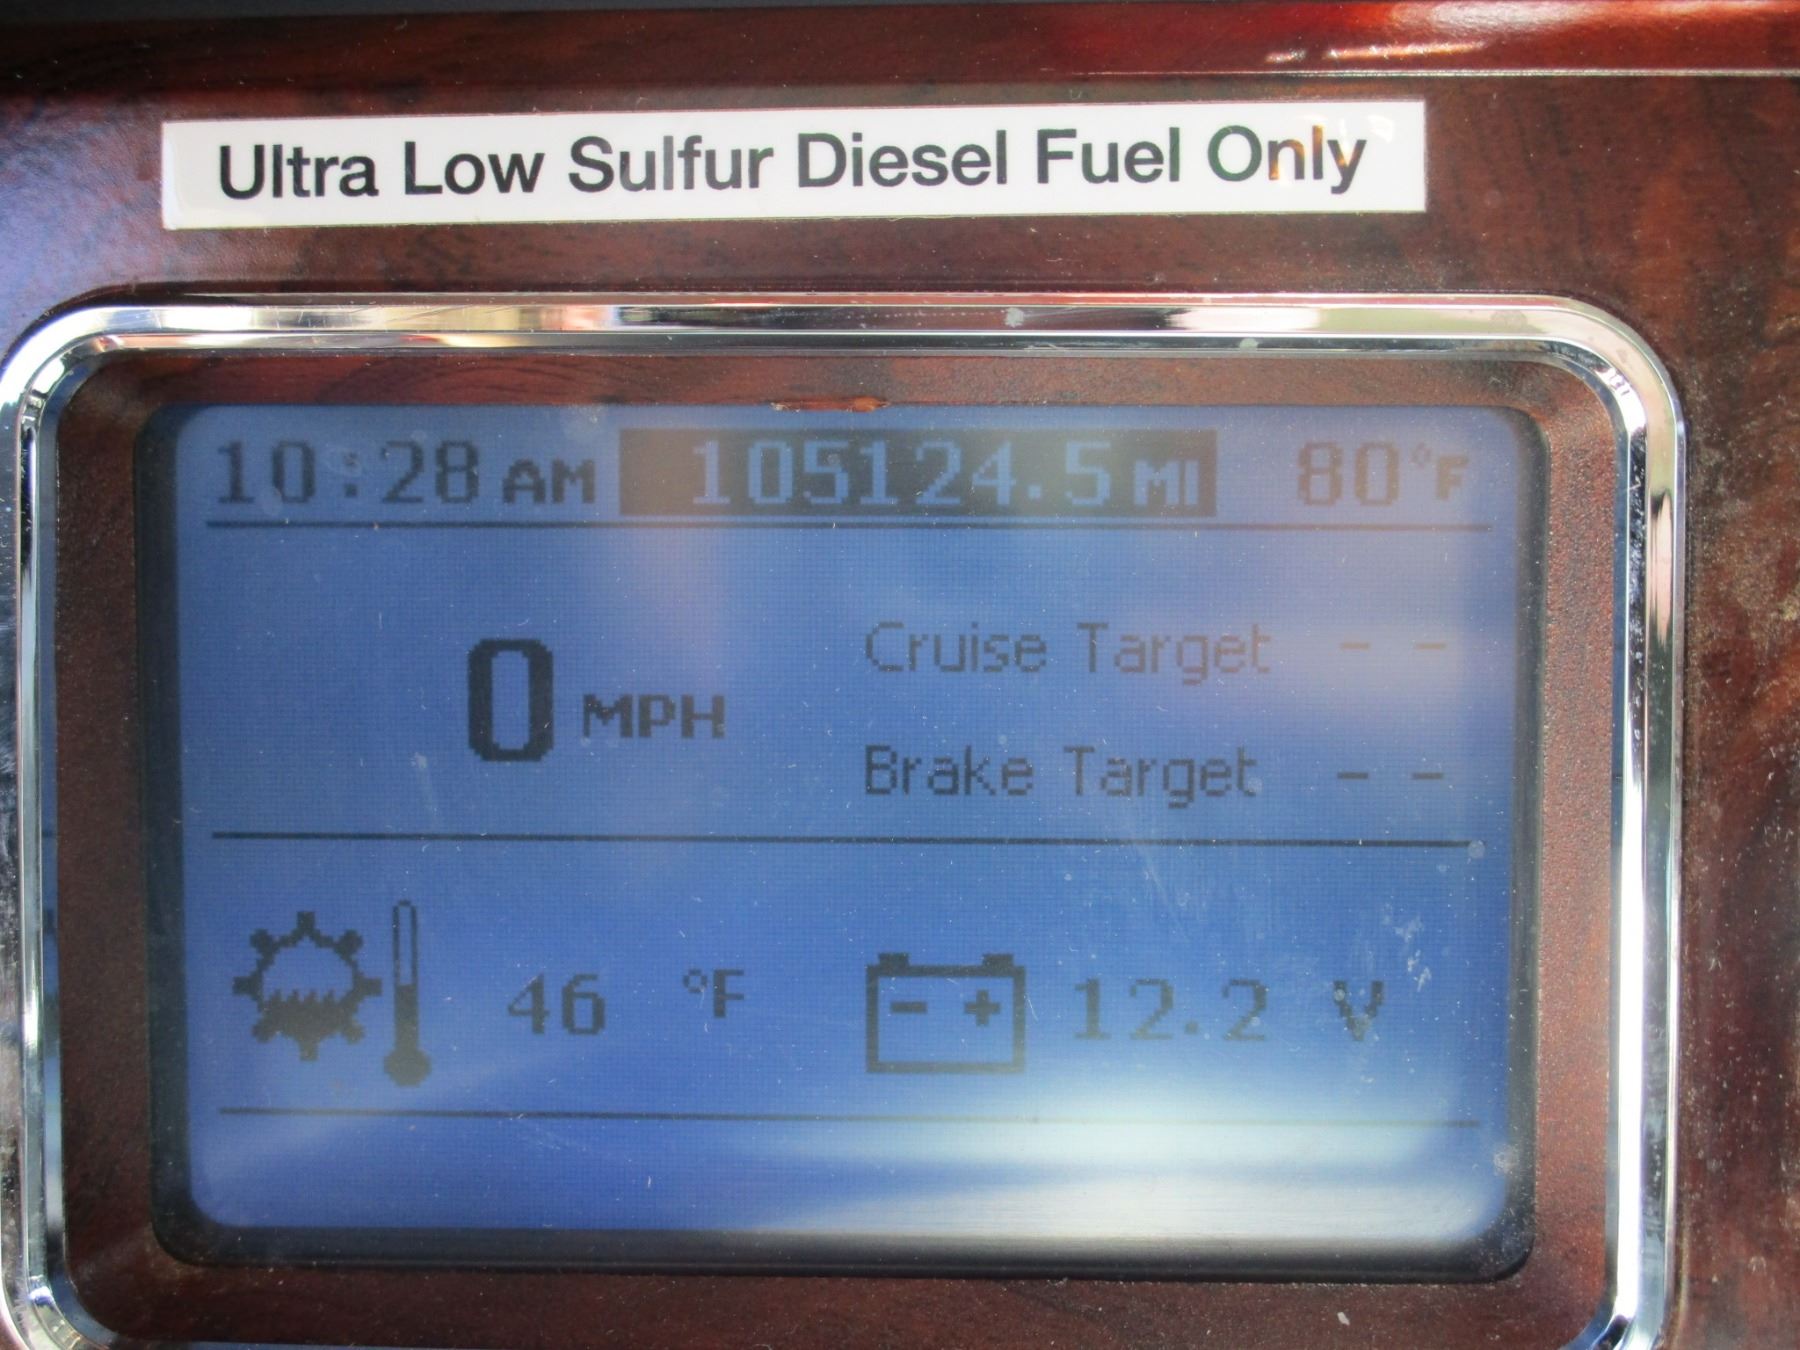 Ultra Low Sulfur Diesel Fuel Only
10:28 AM 105124.5 MI 80°F
Cruise Target - -
0 MPH
Brake Target - -
46 °F - + 12.2 V